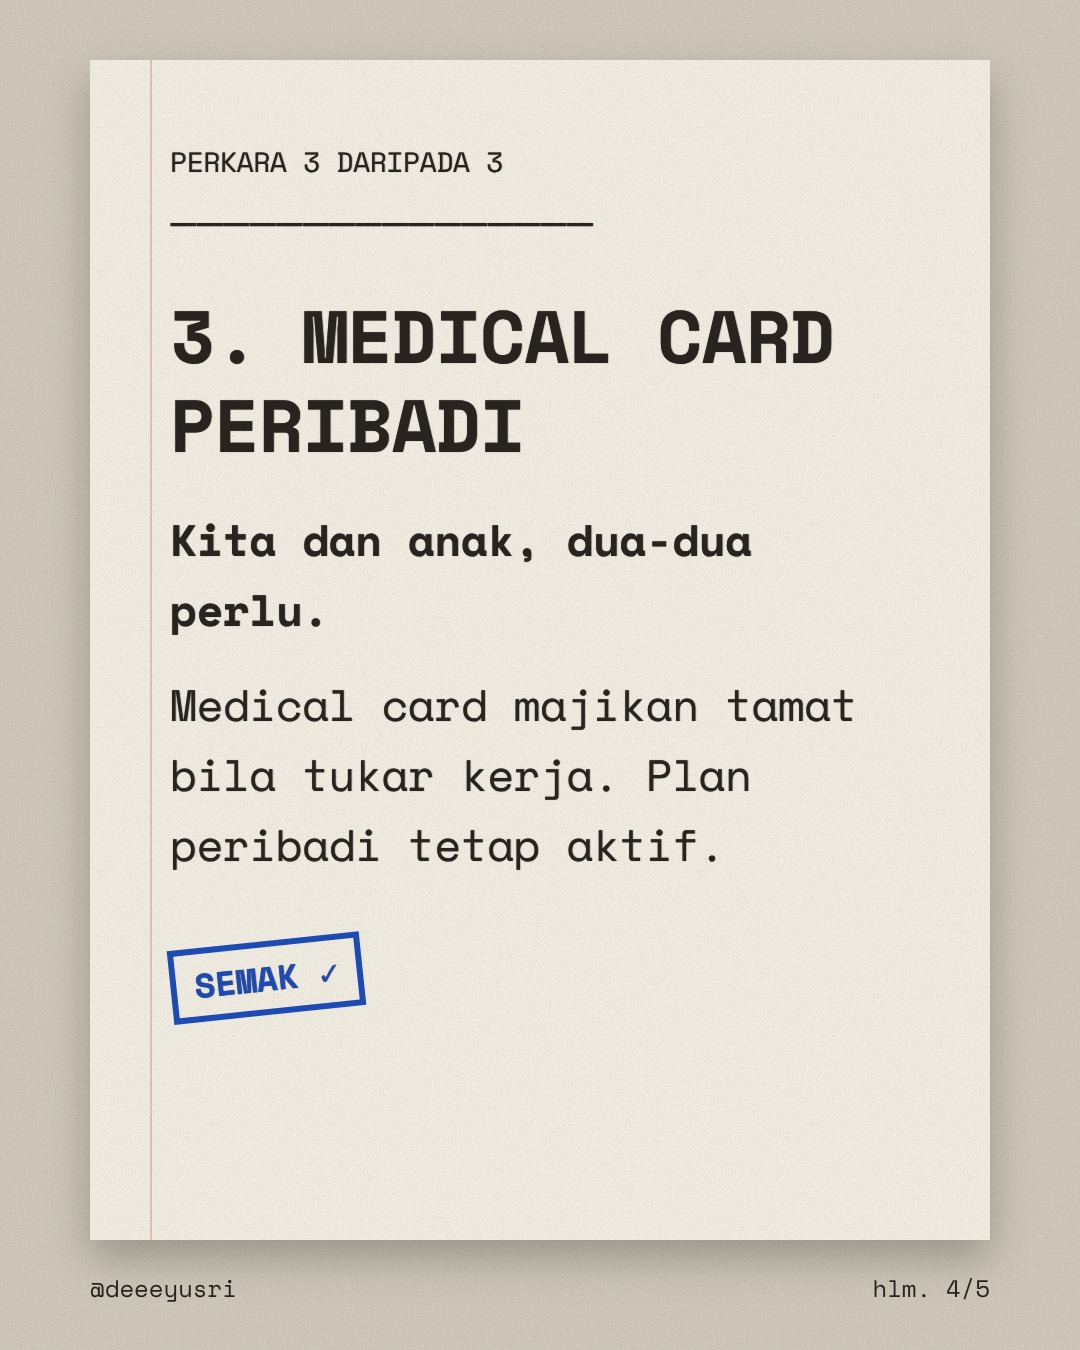 PERKARA 3 DARIPADA 3
3. MEDICAL CARD
PERIBADI
Kita dan anak, dua-dua
perlu.
Medical card majikan tamat
bila tukar kerja. Plan
peribadi tetap aktif.
SEMAK ✓
@deeeyusri
hlm. 4/5